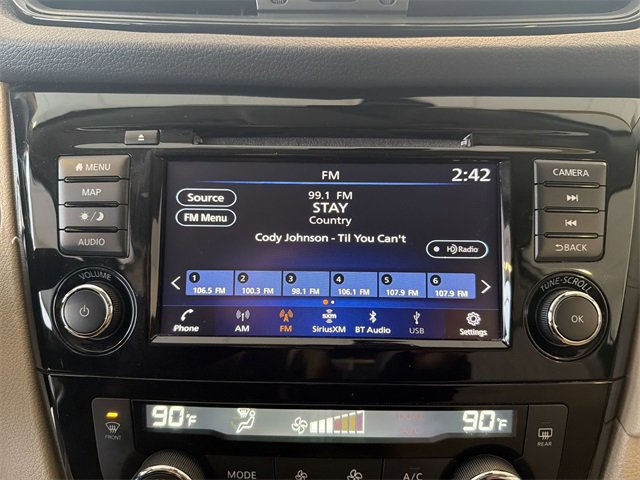 FM 2:42
MENU
MAP
AUDIO
Source
FM Menu
99.1 FM
STAY
Country
Cody Johnson - Til You Can't
HD Radio
1 2 3 4 5 6
106.5 FM 100.3 FM 98.1 FM 106.1 FM 107.9 FM 107.9 FM
Phone AM FM SiriusXM BT Audio USB Settings
sxm
CAMERA
BACK
VOLUME
TUNE·SCROLL
OK
90°F 90°F
FRONT
REAR
MODE A/C